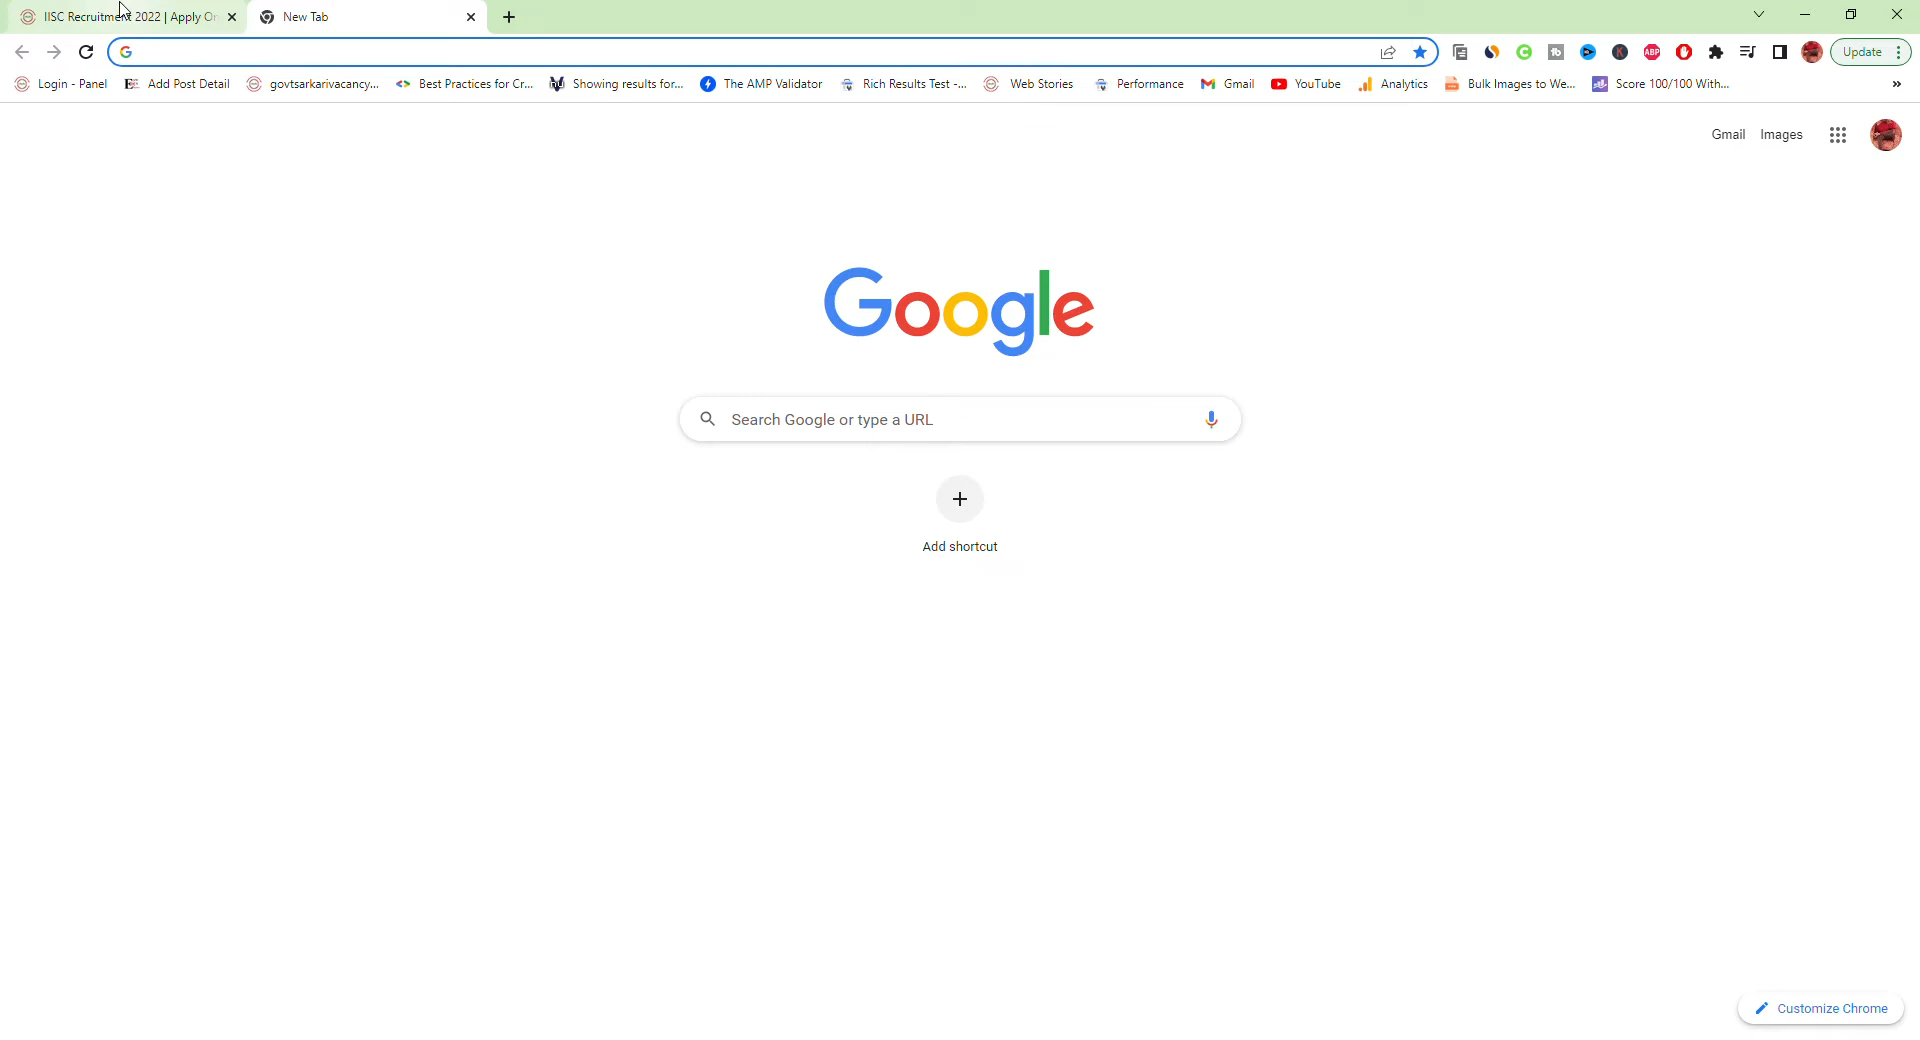 IISC Recruitment 2022 | Apply On
New Tab
Update
Login - Panel
Add Post Detail
govtsarkarivacancy...
Best Practices for Cr...
Showing results for...
The AMP Validator
Rich Results Test -...
Web Stories
Performance
Gmail
YouTube
Analytics
Bulk Images to We...
Score 100/100 With...
Gmail
Images
Google
Search Google or type a URL
Add shortcut
Customize Chrome